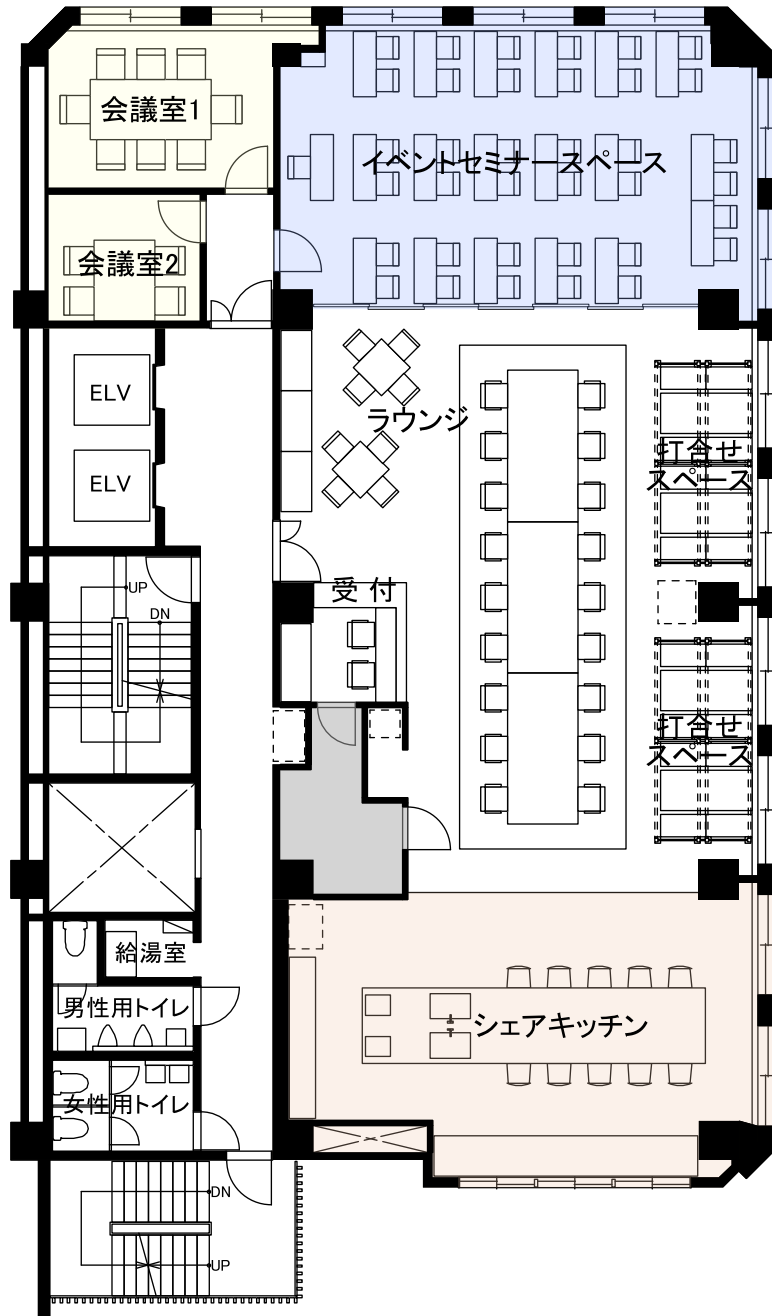 会議室1
イベントセミナースペース
会議室2
ELV
ラウンジ
打合せ
スペース
ELV
UP
DN
受付
打合せ
スペース
給湯室
男性用トイレ
シェアキッチン
女性用トイレ
DN
UP